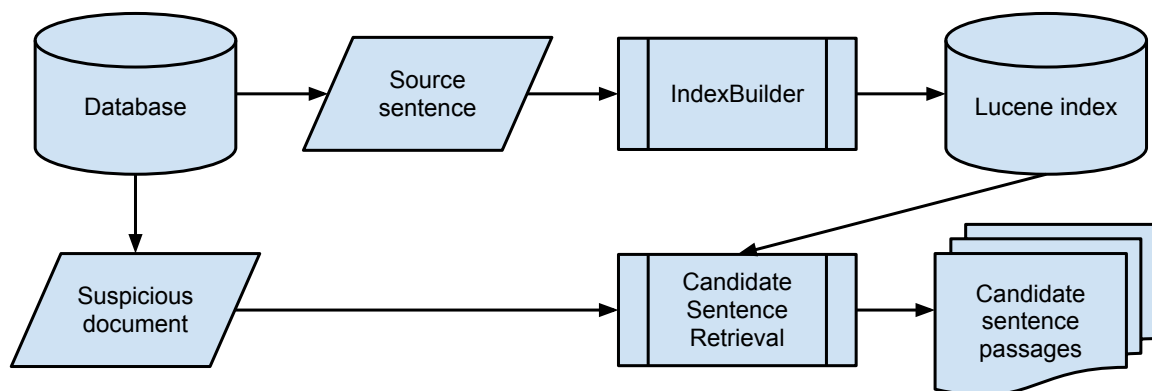 Database
Source
sentence
IndexBuilder
Lucene index
Suspicious
document
Candidate
Sentence
Retrieval
Candidate
sentence
passages